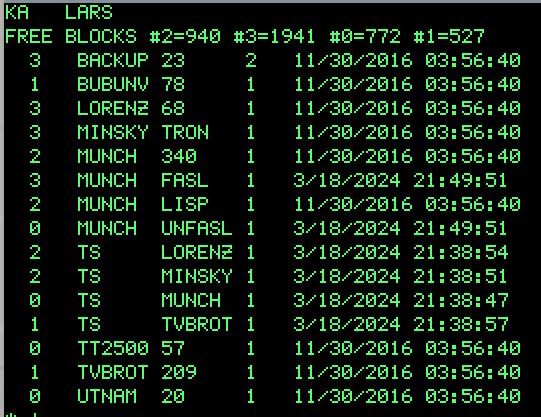 KA   LARS
FREE BLOCKS #2=940 #3=1941 #0=772 #1=527
  3   BACKUP 23     2   11/30/2016 03:56:40
  1   BUBUNV 78     1   11/30/2016 03:56:40
  3   LORENZ 68     1   11/30/2016 03:56:40
  3   MINSKY TRON   1   11/30/2016 03:56:40
  2   MUNCH  340    1   11/30/2016 03:56:40
  3   MUNCH  FASL   1   3/18/2024 21:49:51
  2   MUNCH  LISP   1   11/30/2016 03:56:40
  0   MUNCH  UNFASL 1   3/18/2024 21:49:51
  2   TS     LORENZ 1   3/18/2024 21:38:54
  2   TS     MINSKY 1   3/18/2024 21:38:51
  0   TS     MUNCH  1   3/18/2024 21:38:47
  1   TS     TVBROT 1   3/18/2024 21:38:57
  0   TT2500 57     1   11/30/2016 03:56:40
  1   TVBROT 209    1   11/30/2016 03:56:40
  0   UTNAM  20     1   11/30/2016 03:56:40